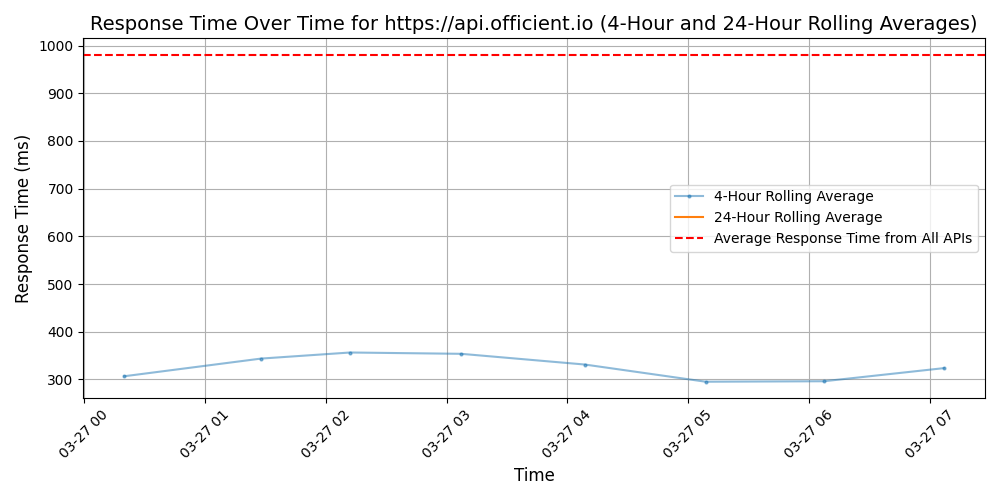 Response Time Over Time for https://api.officient.io (4-Hour and 24-Hour Rolling Averages)
Response Time (ms)
1000
900
800
700
600
500
400
300
4-Hour Rolling Average
24-Hour Rolling Average
Average Response Time from All APIs
03-27 00
03-27 01
03-27 02
03-27 03
03-27 04
03-27 05
03-27 06
03-27 07
Time